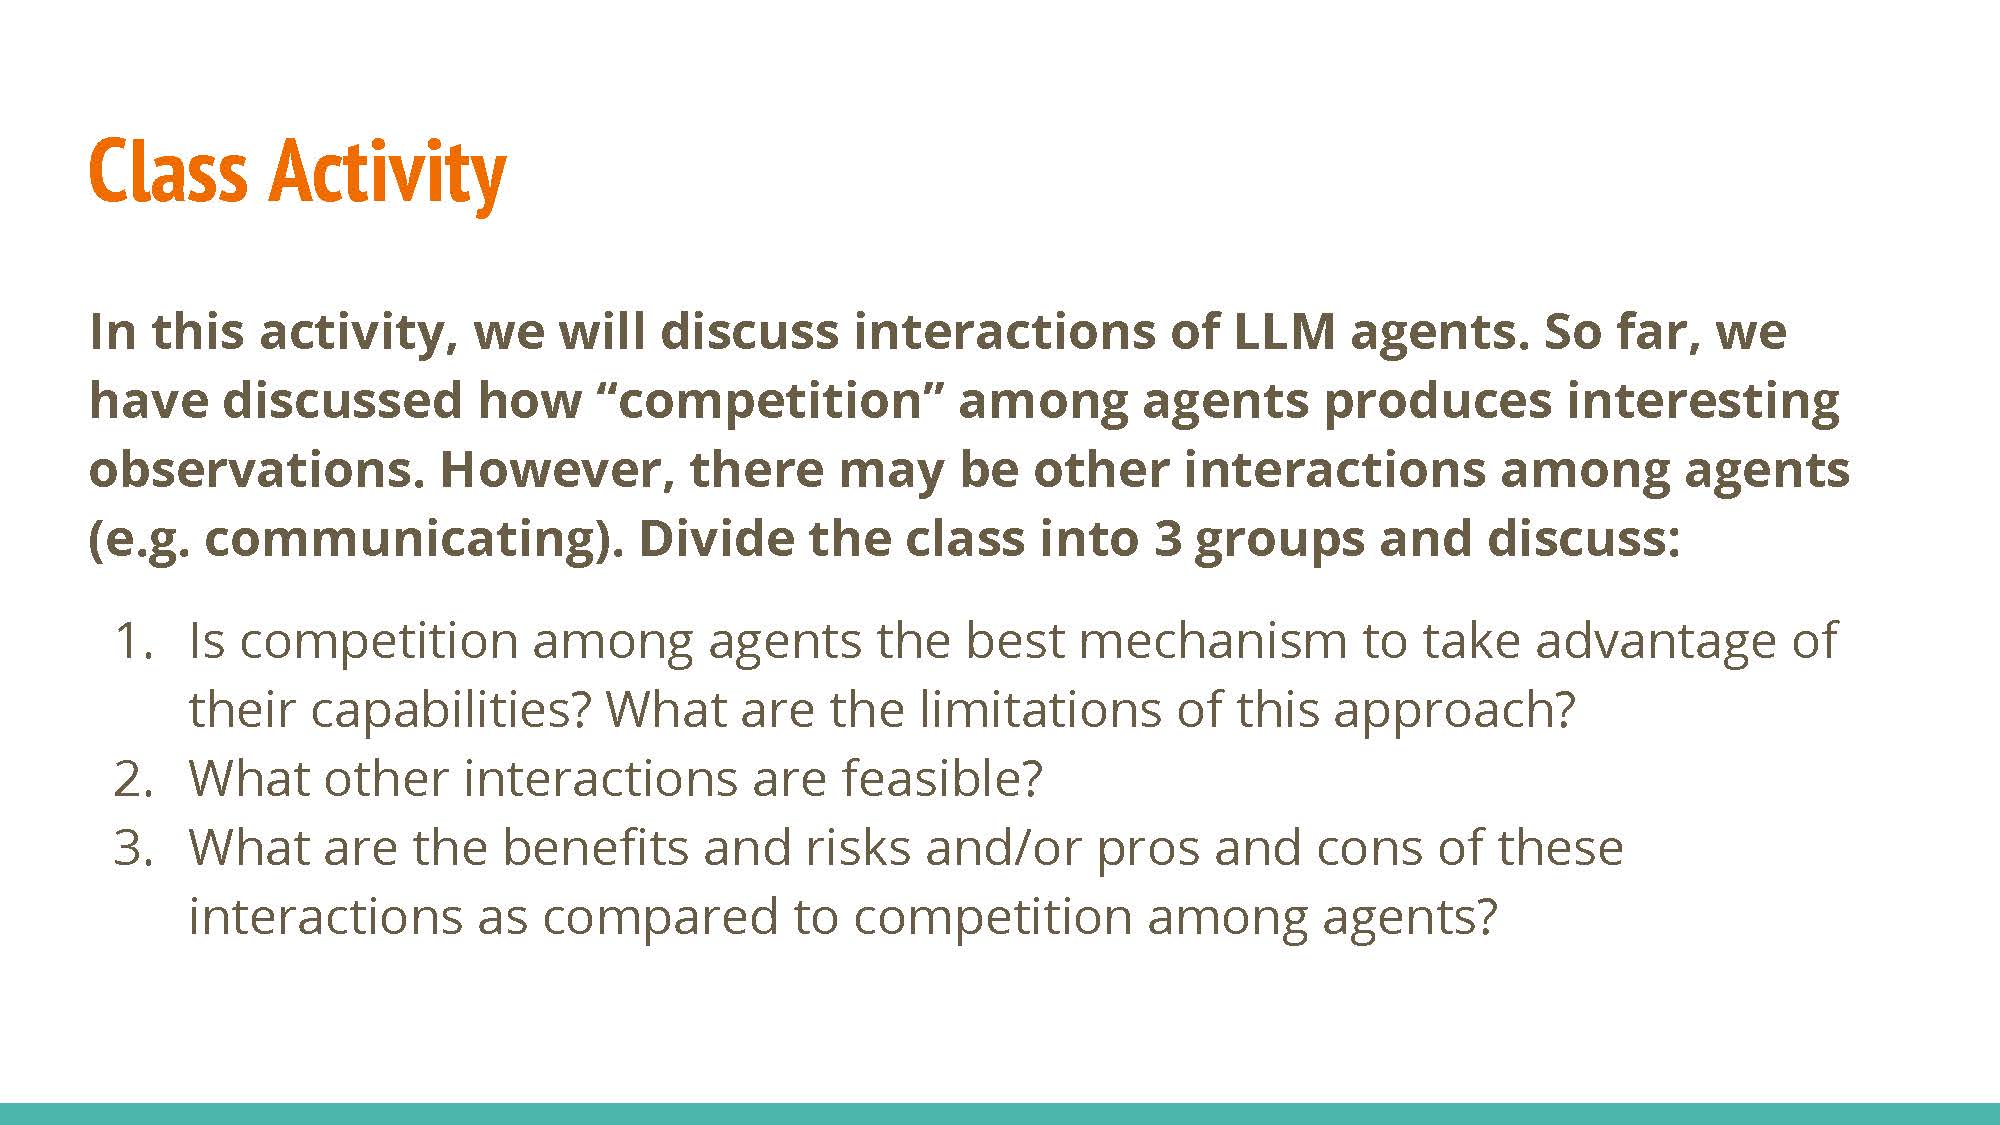 Class Activity
In this activity, we will discuss interactions of LLM agents. So far, we
have discussed how “competition” among agents produces interesting
observations. However, there may be other interactions among agents
(e.g. communicating). Divide the class into 3 groups and discuss:
1. Is competition among agents the best mechanism to take advantage of
their capabilities? What are the limitations of this approach?
2. What other interactions are feasible?
3. What are the benefits and risks and/or pros and cons of these
interactions as compared to competition among agents?